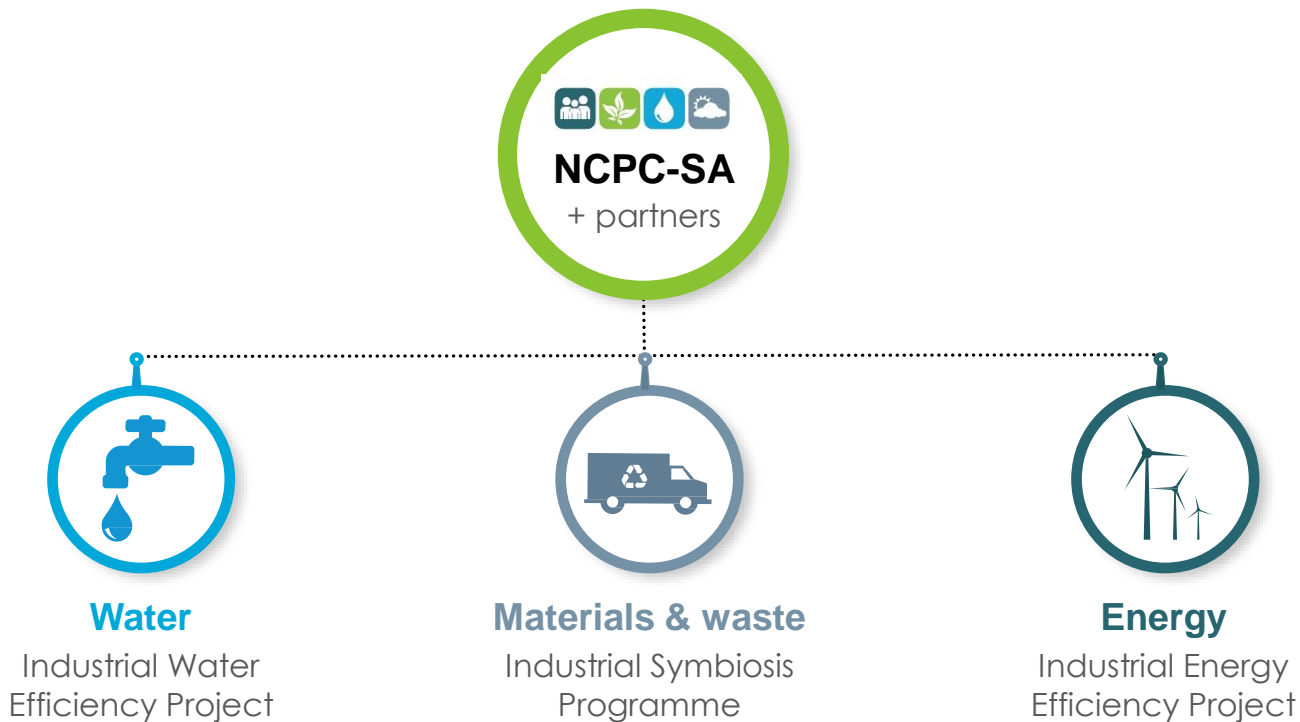 NCPC-SA
+ partners
Water
Industrial Water
Efficiency Project
Materials & waste
Industrial Symbiosis
Programme
Energy
Industrial Energy
Efficiency Project